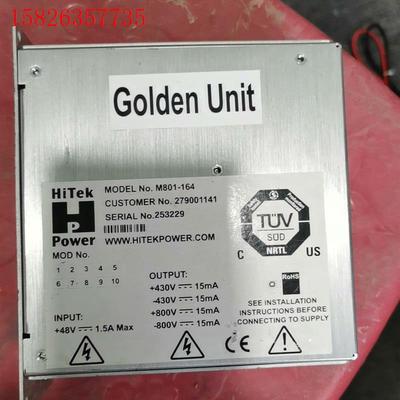 15826357735
Golden Unit
HiTek
Hp
Power
MODEL No. M801-164
CUSTOMER No. 279001141
SERIAL No.253229
WWW.HITEKPOWER.COM
MOD No.
1 2 3 4 5
6 7 8 9 10
INPUT:
+48V 1.5A Max
OUTPUT:
+430V 15mA
-430V 15mA
+800V 15mA
-800V 15mA
TÜV
SÜD
NRTL
C US
RoHS
SEE INSTALLATION
INSTRUCTIONS BEFORE
CONNECTING TO SUPPLY
CE